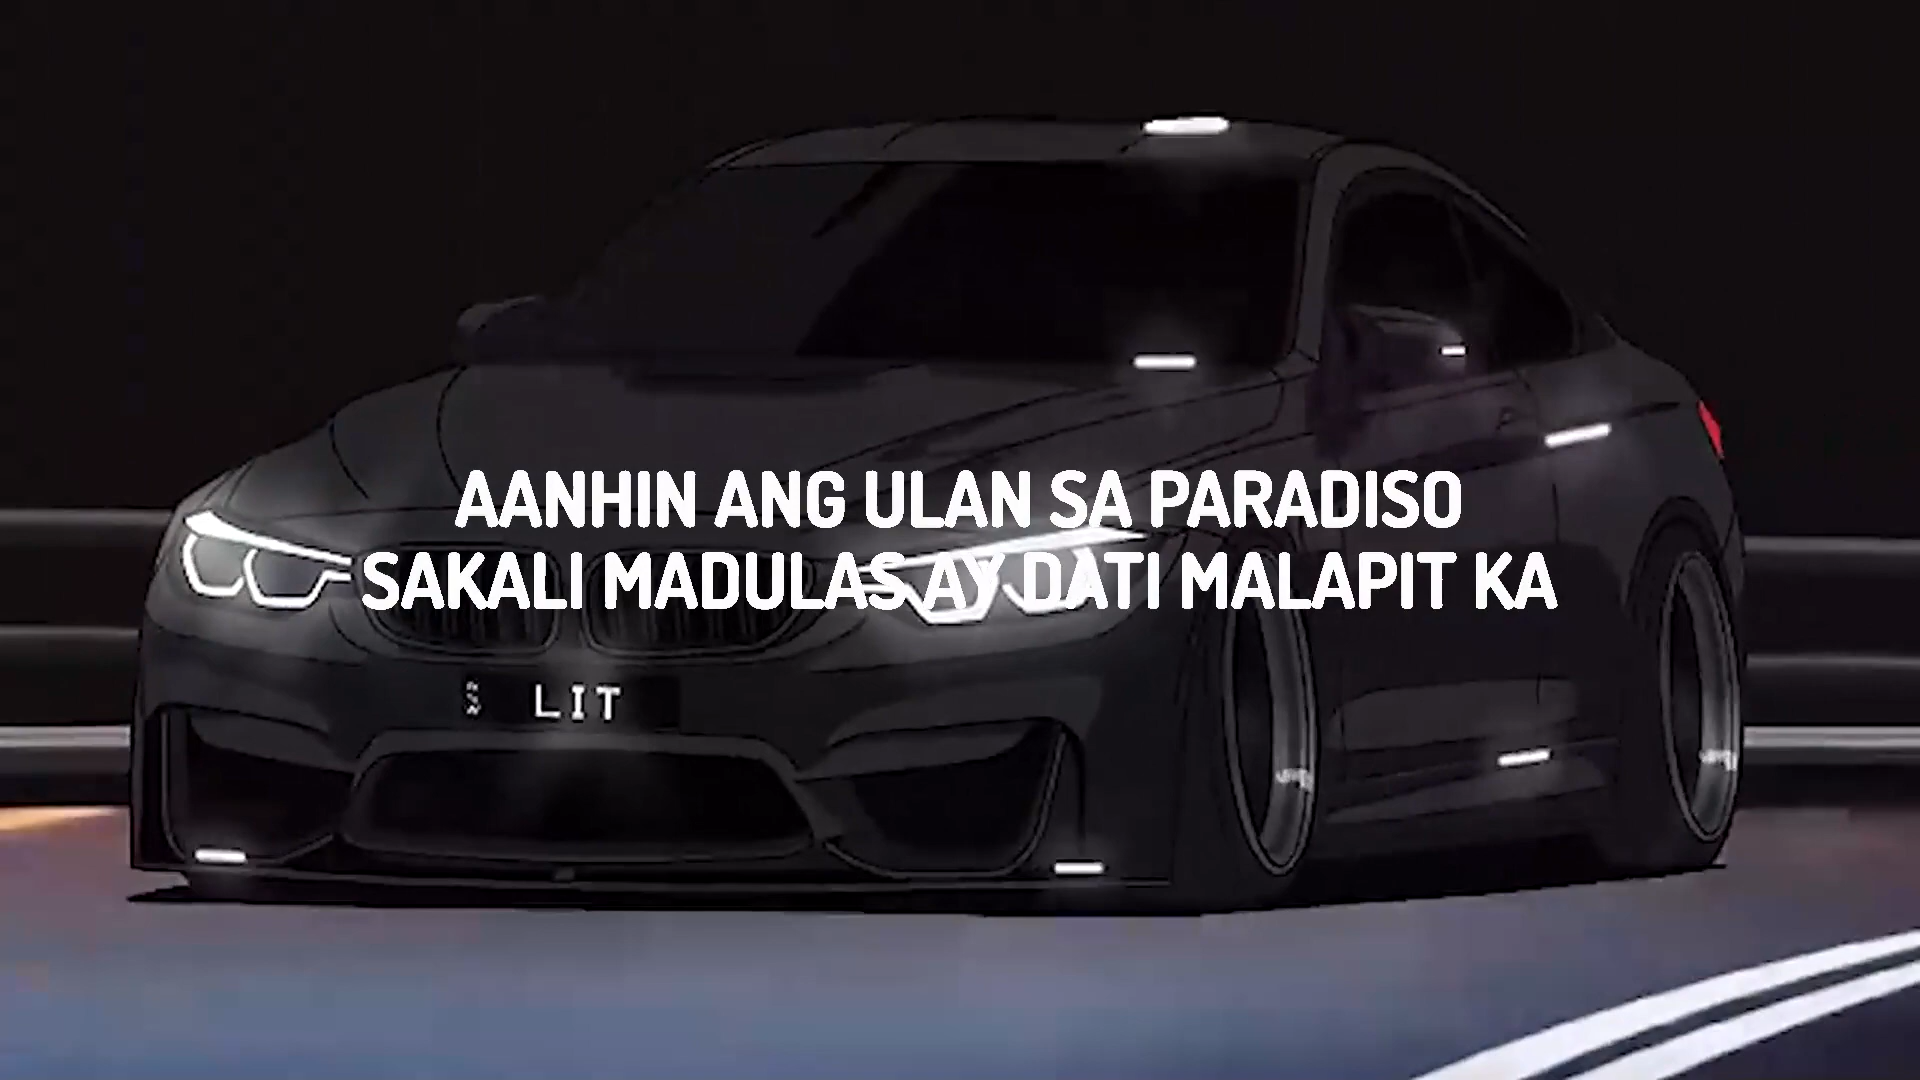 AANHIN ANG ULAN SA PARADISO
SAKALI MADULAS AY DATI MALAPIT KA
LIT